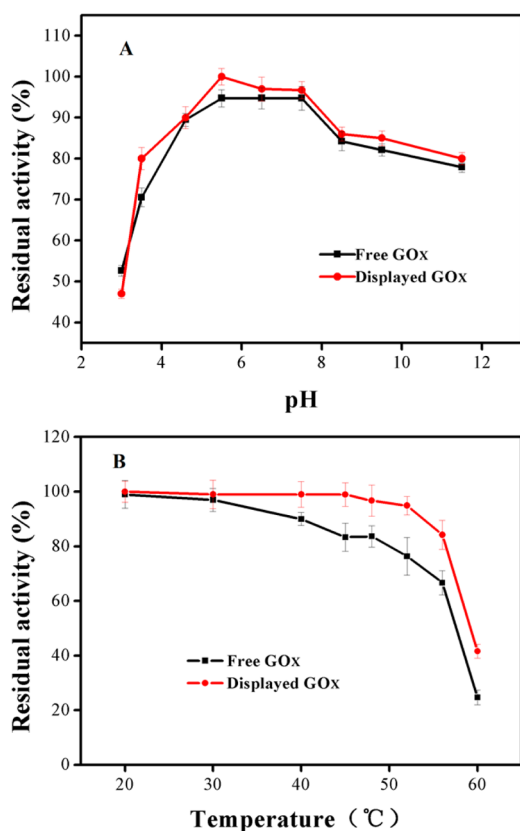 A
100
90
80
70
60
50
40
Residual activity (%)
Free GOx
Displayed GOx
2
4
6
8
10
12
pH
B
120
100
80
60
40
20
0
Residual activity (%)
Free GOx
Displayed GOx
20
30
40
50
60
Temperature（℃）